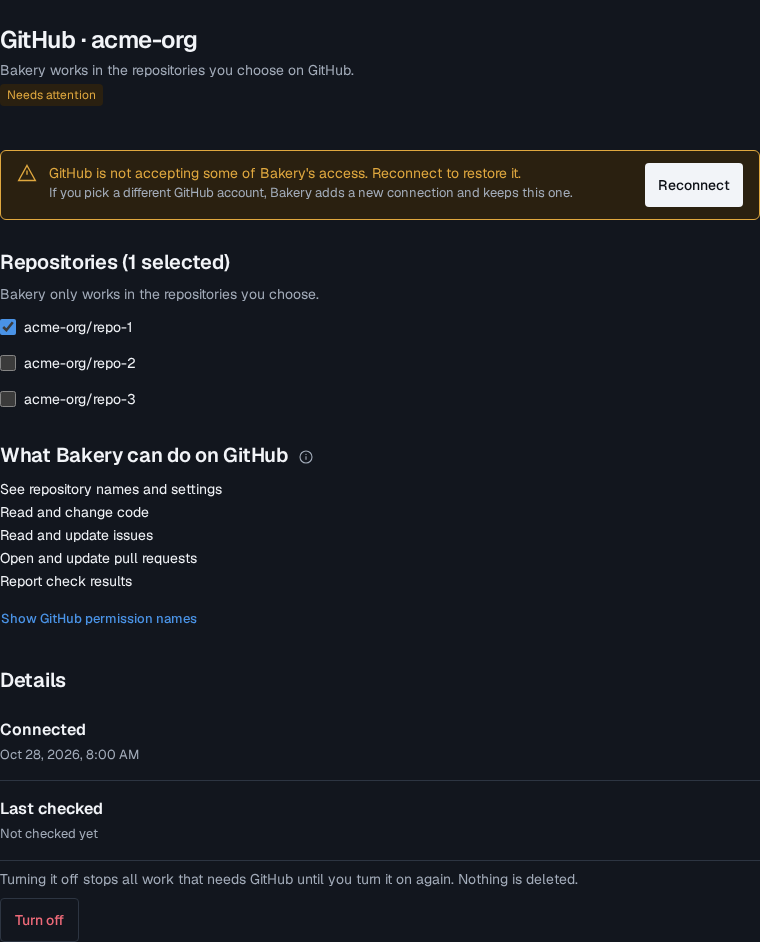 GitHub · acme-org
Bakery works in the repositories you choose on GitHub.
Needs attention
GitHub is not accepting some of Bakery's access. Reconnect to restore it.
If you pick a different GitHub account, Bakery adds a new connection and keeps this one.
Reconnect
Repositories (1 selected)
Bakery only works in the repositories you choose.
acme-org/repo-1
acme-org/repo-2
acme-org/repo-3
What Bakery can do on GitHub
See repository names and settings
Read and change code
Read and update issues
Open and update pull requests
Report check results
Show GitHub permission names
Details
Connected
Oct 28, 2026, 8:00 AM
Last checked
Not checked yet
Turning it off stops all work that needs GitHub until you turn it on again. Nothing is deleted.
Turn off